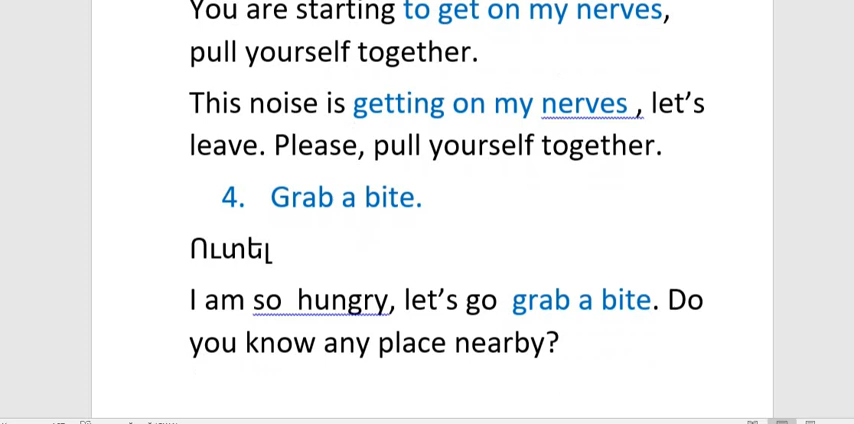 You are starting to get on my nerves,
pull yourself together.
This noise is getting on my nerves , let's
leave. Please, pull yourself together.
4. Grab a bite.
Ուտել
I am so  hungry, let's go  grab a bite. Do
you know any place nearby?